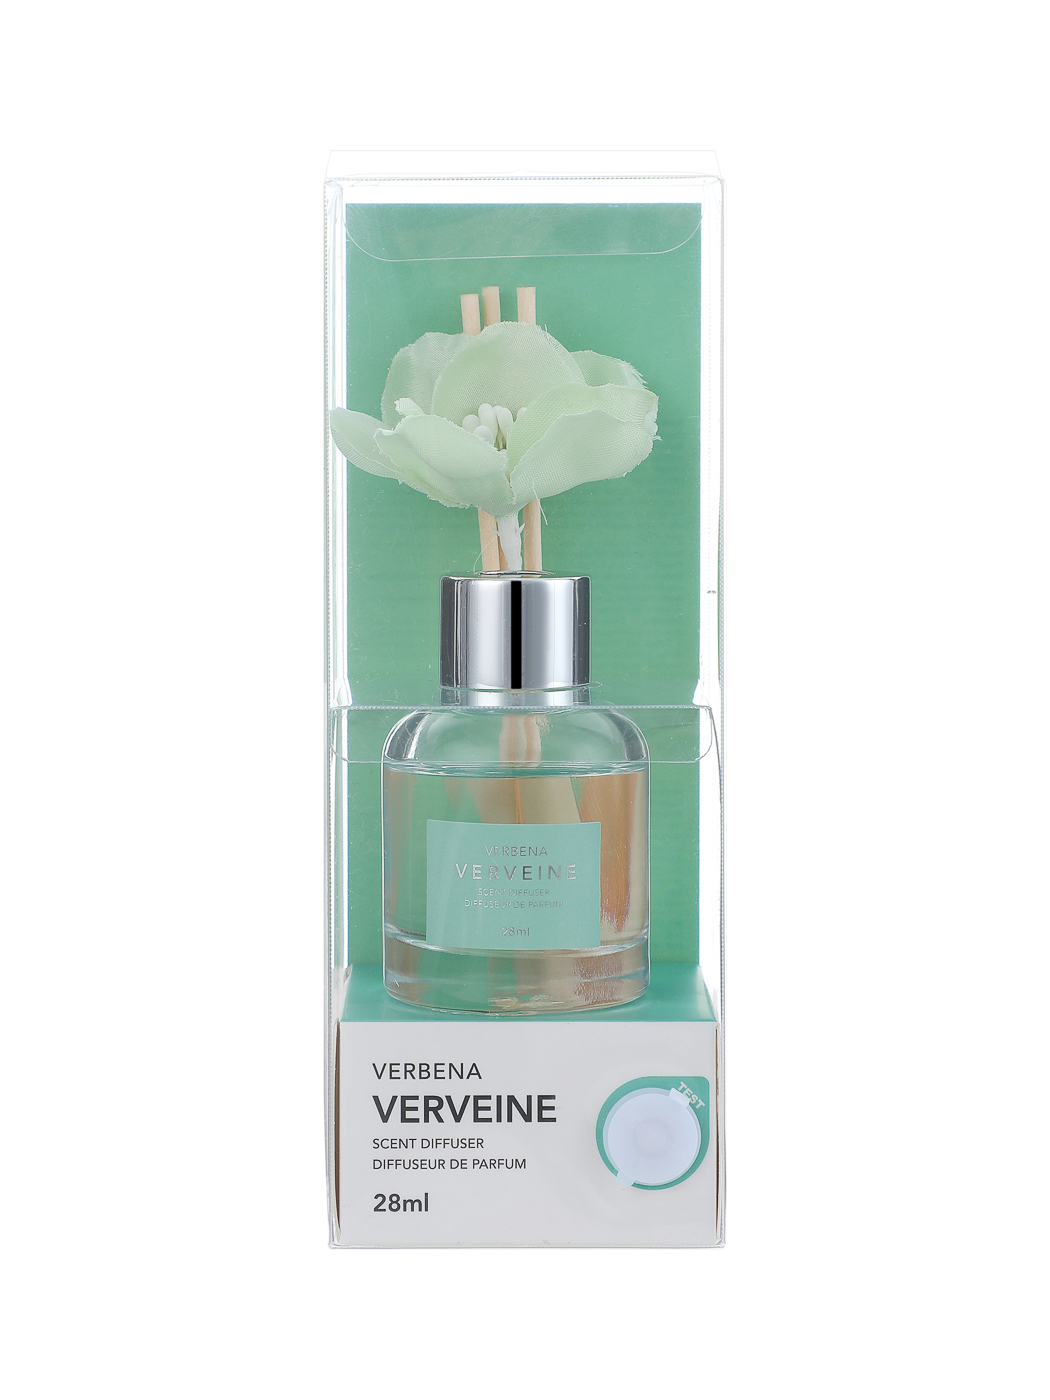 VERBENA
VERVEINE
SCENT DIFFUSER
DIFFUSEUR DE PARFUM
28ml
VERBENA
VERVEINE
SCENT DIFFUSER
DIFFUSEUR DE PARFUM
28ml
TEST